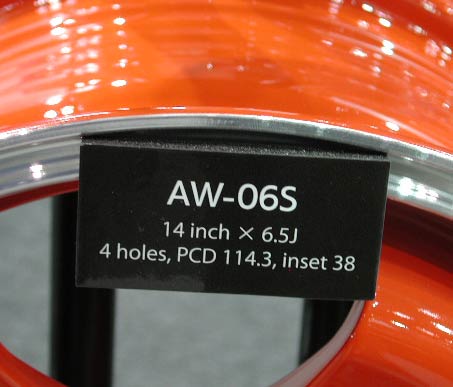 AW-06S
14 inch × 6.5J
4 holes, PCD 114.3, inset 38